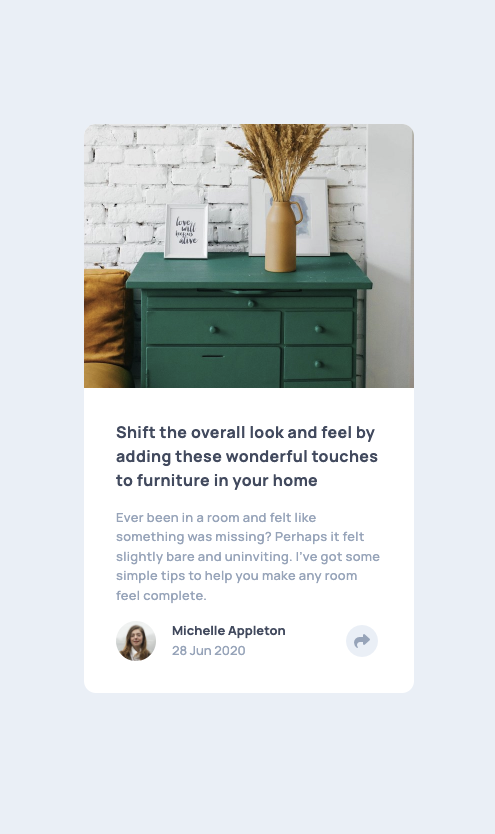 love
will
keep us
alive
Shift the overall look and feel by
adding these wonderful touches
to furniture in your home
Ever been in a room and felt like
something was missing? Perhaps it felt
slightly bare and uninviting. I've got some
simple tips to help you make any room
feel complete.
Michelle Appleton
28 Jun 2020